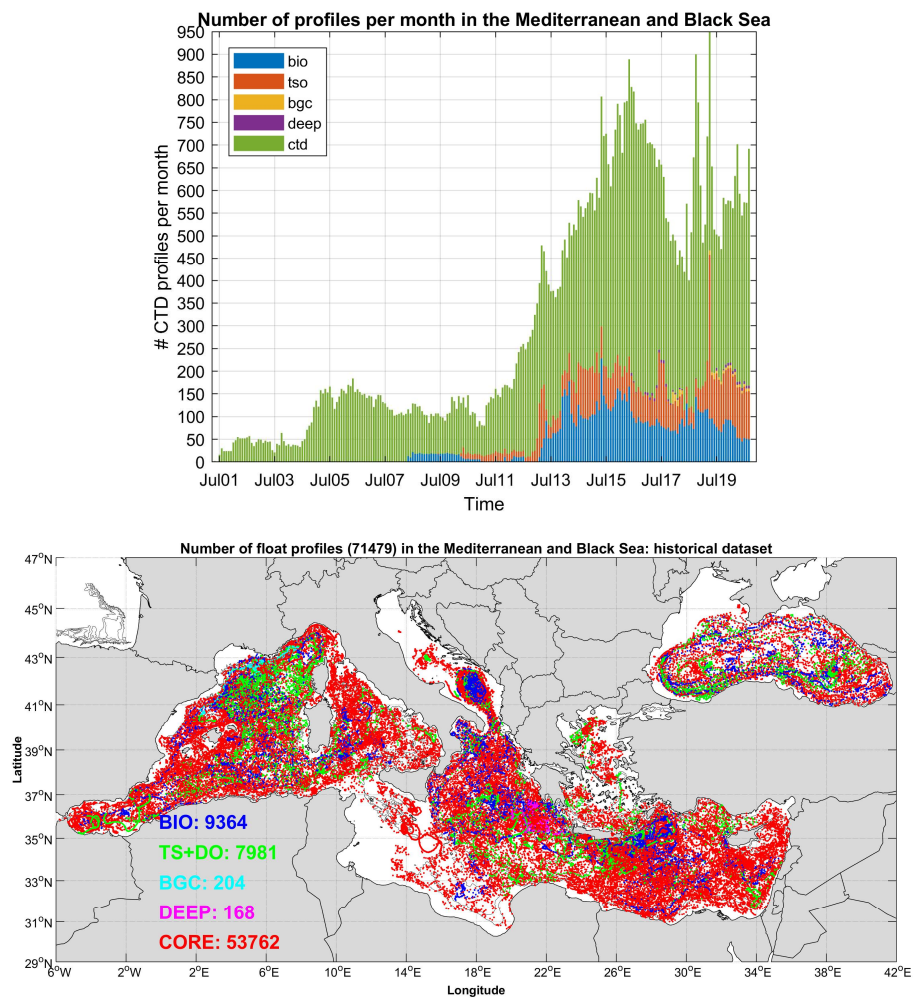 Number of profiles per month in the Mediterranean and Black Sea
950
900
850
800
750
700
650
600
550
500
450
400
350
300
250
200
150
100
50
0
# CTD profiles per month
bio
tso
bgc
deep
ctd
Jul01 Jul03 Jul05 Jul07 Jul09 Jul11 Jul13 Jul15 Jul17 Jul19
Time
Number of float profiles (71479) in the Mediterranean and Black Sea: historical dataset
47°N
45°N
43°N
41°N
39°N
37°N
35°N
33°N
31°N
29°N
Latitude
BIO: 9364
TS+DO: 7981
BGC: 204
DEEP: 168
CORE: 53762
6°W 2°W 2°E 6°E 10°E 14°E 18°E 22°E 26°E 30°E 34°E 38°E 42°E
Longitude